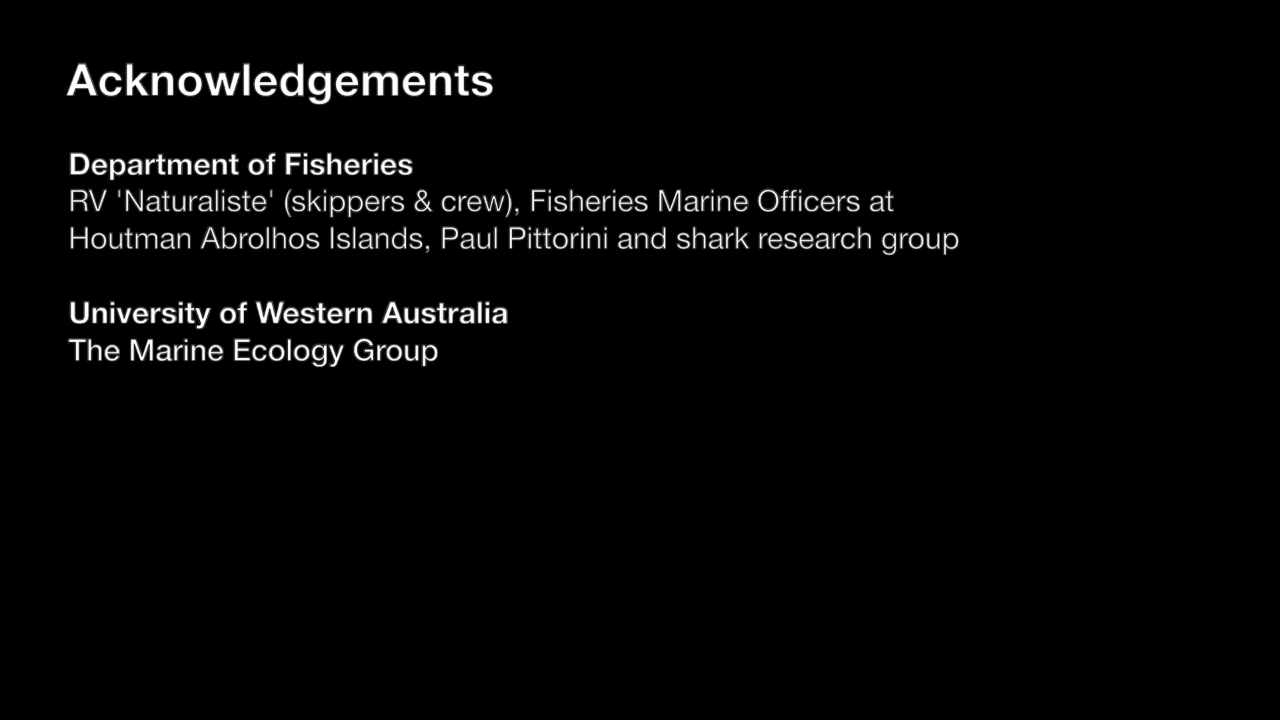 Acknowledgements
Department of Fisheries
RV 'Naturaliste' (skippers & crew), Fisheries Marine Officers at
Houtman Abrolhos Islands, Paul Pittorini and shark research group
University of Western Australia
The Marine Ecology Group